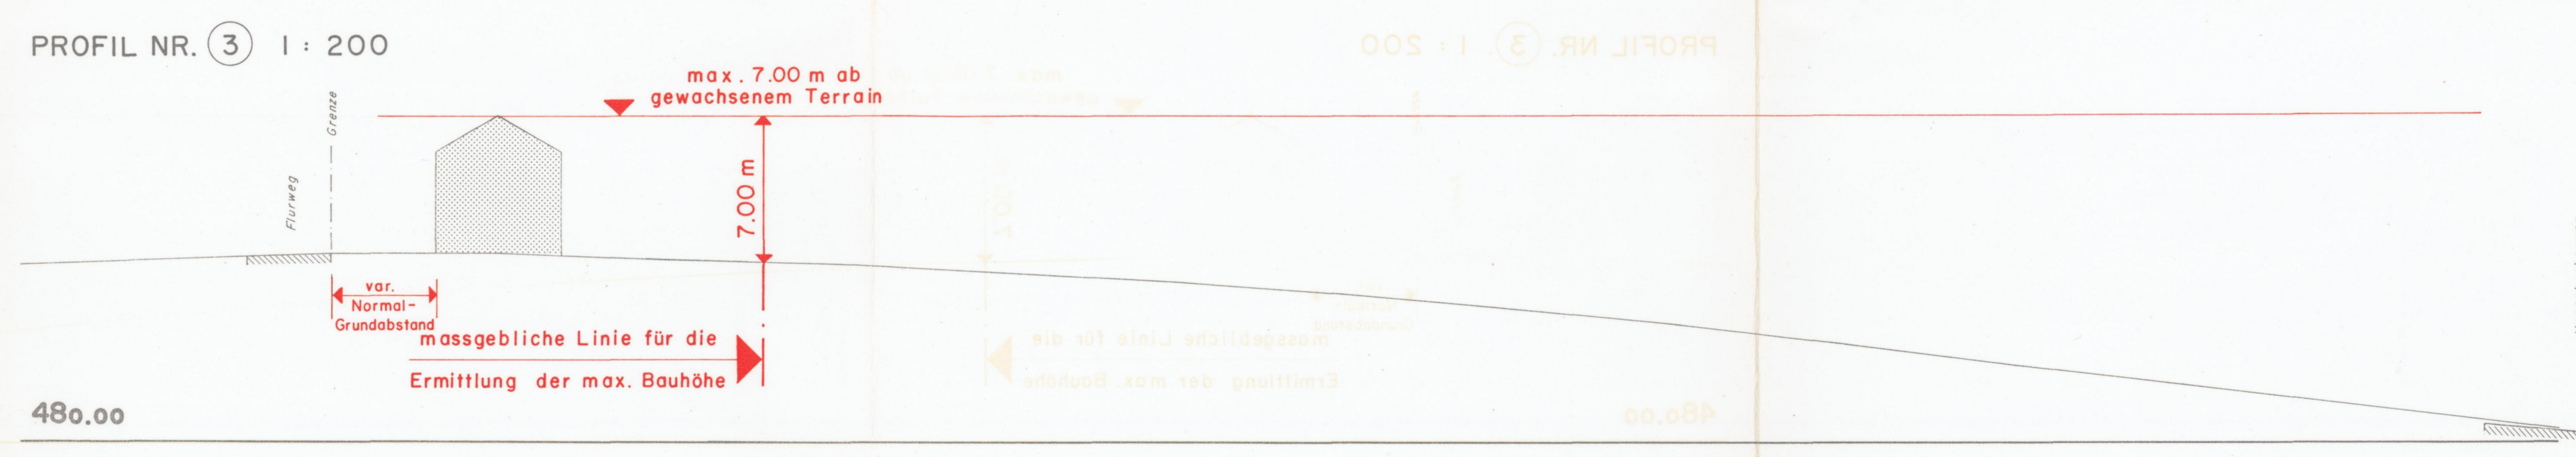 PROFIL NR. 3 1 : 200
max. 7.00 m ab
gewachsenem Terrain
Grenze
Flurweg
7.00 m
var.
Normal-
Grundabstand
massgebliche Linie für die
Ermittlung der max. Bauhöhe
480.00